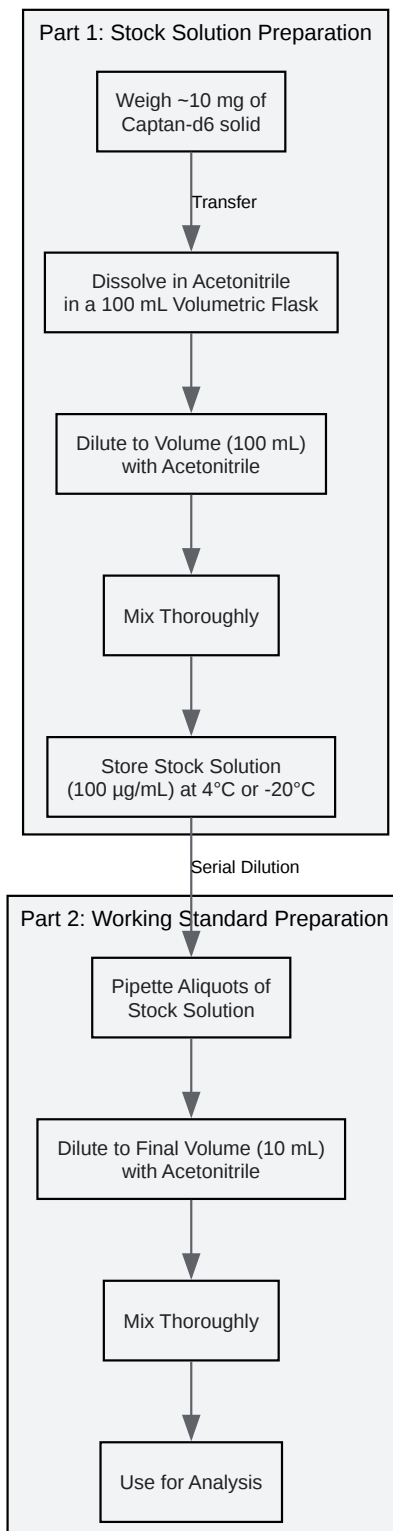 Part 1: Stock Solution Preparation
Weigh ~10 mg of
Captan-d6 solid
Transfer
Dissolve in Acetonitrile
in a 100 mL Volumetric Flask
Dilute to Volume (100 mL)
with Acetonitrile
Mix Thoroughly
Store Stock Solution
(100 µg/mL) at 4°C or -20°C
Serial Dilution
Part 2: Working Standard Preparation
Pipette Aliquots of
Stock Solution
Dilute to Final Volume (10 mL)
with Acetonitrile
Mix Thoroughly
Use for Analysis